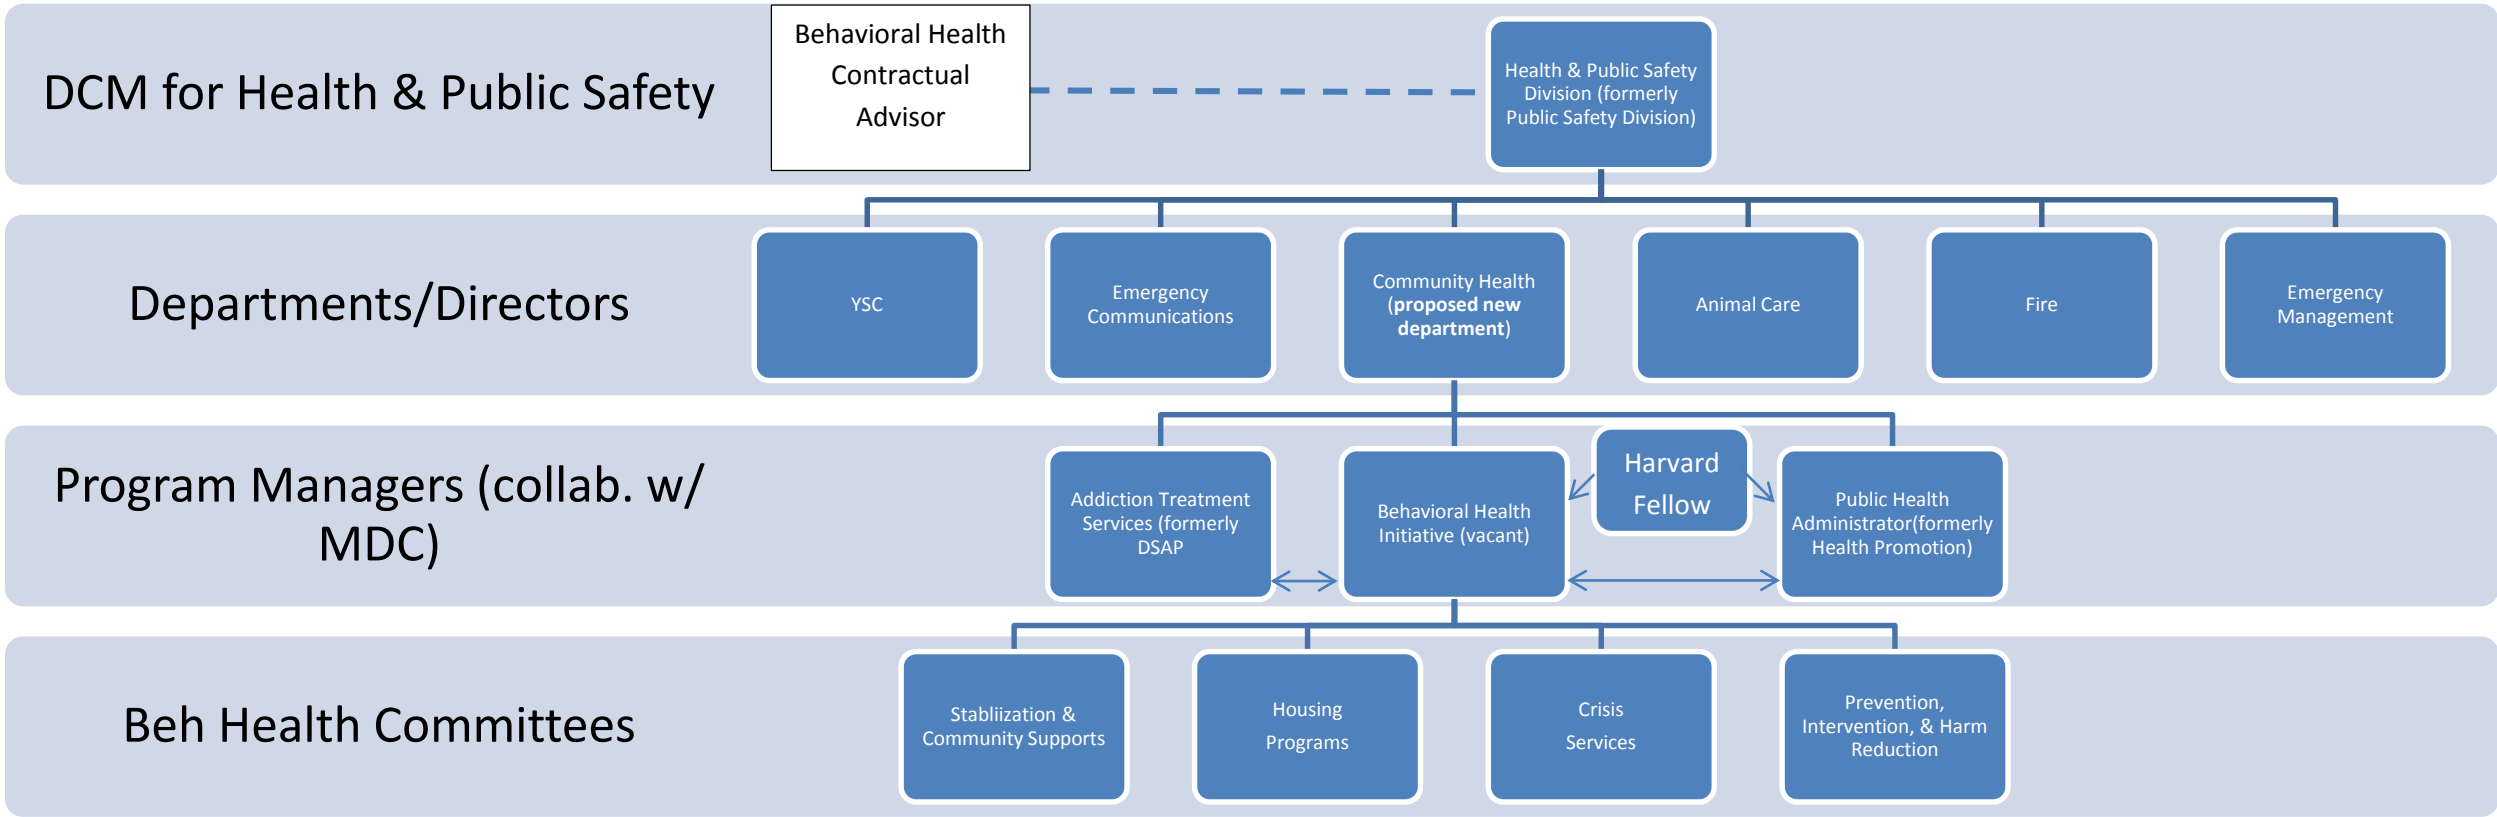 DCM for Health & Public Safety
Behavioral Health
Contractual
Advisor
Health & Public Safety
Division (formerly
Public Safety Division)
Departments/Directors
YSC
Emergency
Communications
Community Health
(proposed new
department)
Animal Care
Fire
Emergency
Management
Program Managers (collab. w/
MDC)
Addiction Treatment
Services (formerly
DSAP
Behavioral Health
Initiative (vacant)
Harvard
Fellow
Public Health
Administrator(formerly
Health Promotion)
Beh Health Committees
Stabliization &
Community Supports
Housing
Programs
Crisis
Services
Prevention,
Intervention, & Harm
Reduction